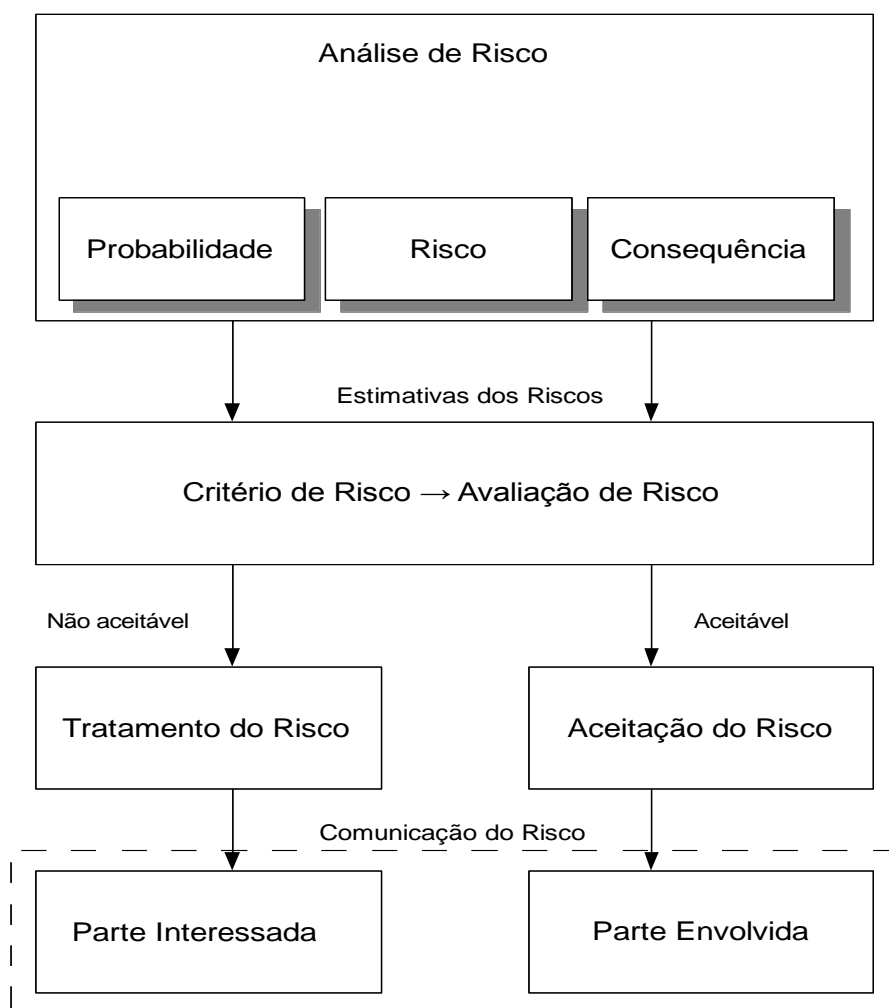 Análise de Risco
Probabilidade
Risco
Consequência
Estimativas dos Riscos
Critério de Risco → Avaliação de Risco
Não aceitável
Aceitável
Tratamento do Risco
Aceitação do Risco
Comunicação do Risco
Parte Interessada
Parte Envolvida